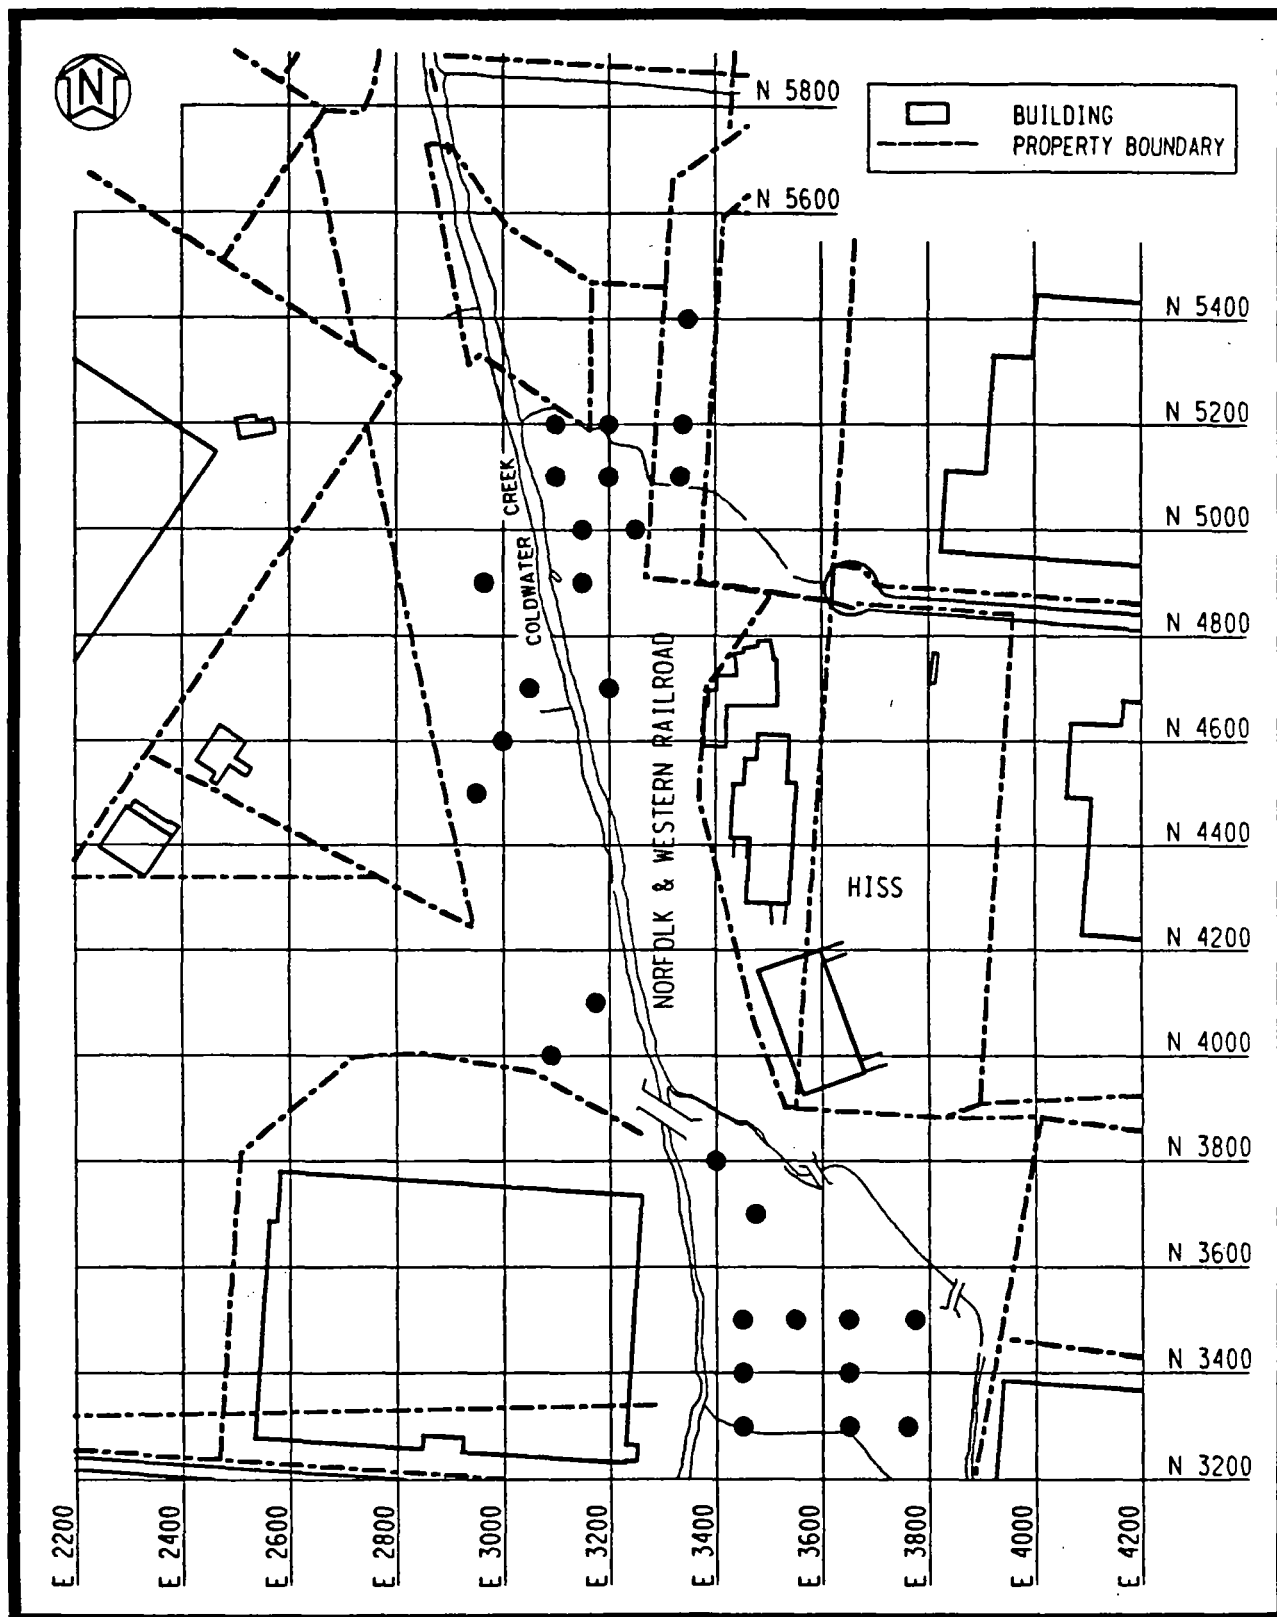 N
N 5800
BUILDING
PROPERTY BOUNDARY
N 5600
N 5400
N 5200
N 5000
COLDWATER CREEK
N 4800
NORFOLK & WESTERN RAILROAD
N 4600
N 4400
HISS
N 4200
N 4000
N 3800
N 3600
N 3400
N 3200
E 2200
E 2400
E 2600
E 2800
E 3000
E 3200
E 3400
E 3600
E 3800
E 4000
E 4200